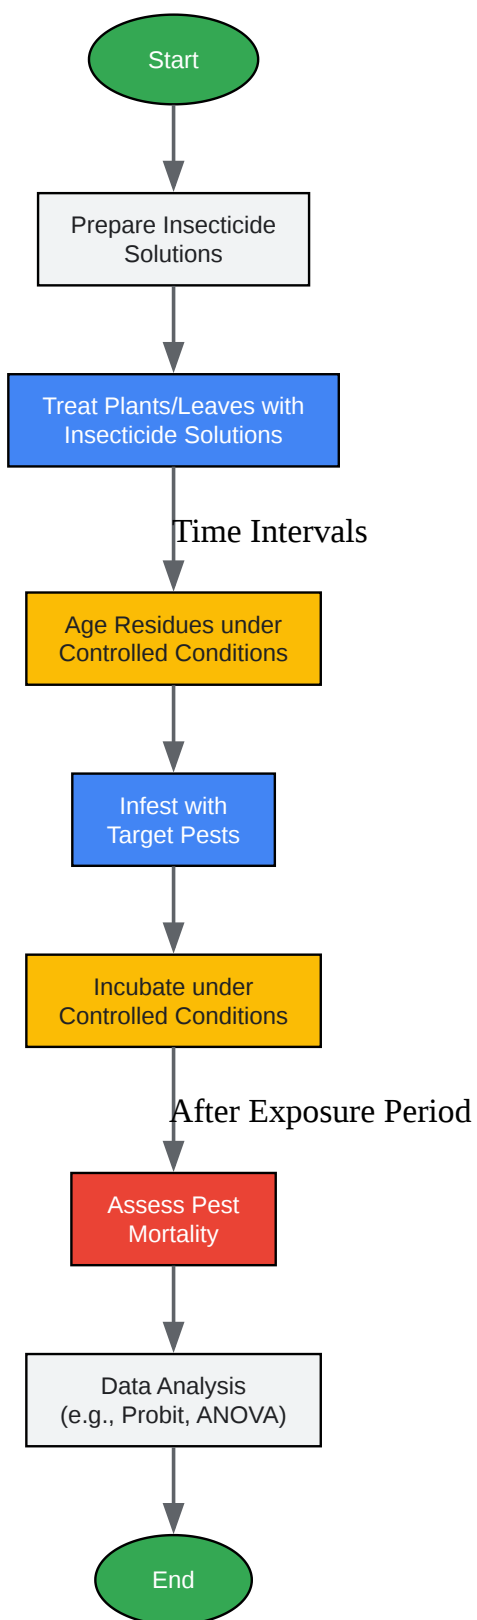 Start
Prepare Insecticide
Solutions
Treat Plants/Leaves with
Insecticide Solutions
Time Intervals
Age Residues under
Controlled Conditions
Infest with
Target Pests
Incubate under
Controlled Conditions
After Exposure Period
Assess Pest
Mortality
Data Analysis
(e.g., Probit, ANOVA)
End